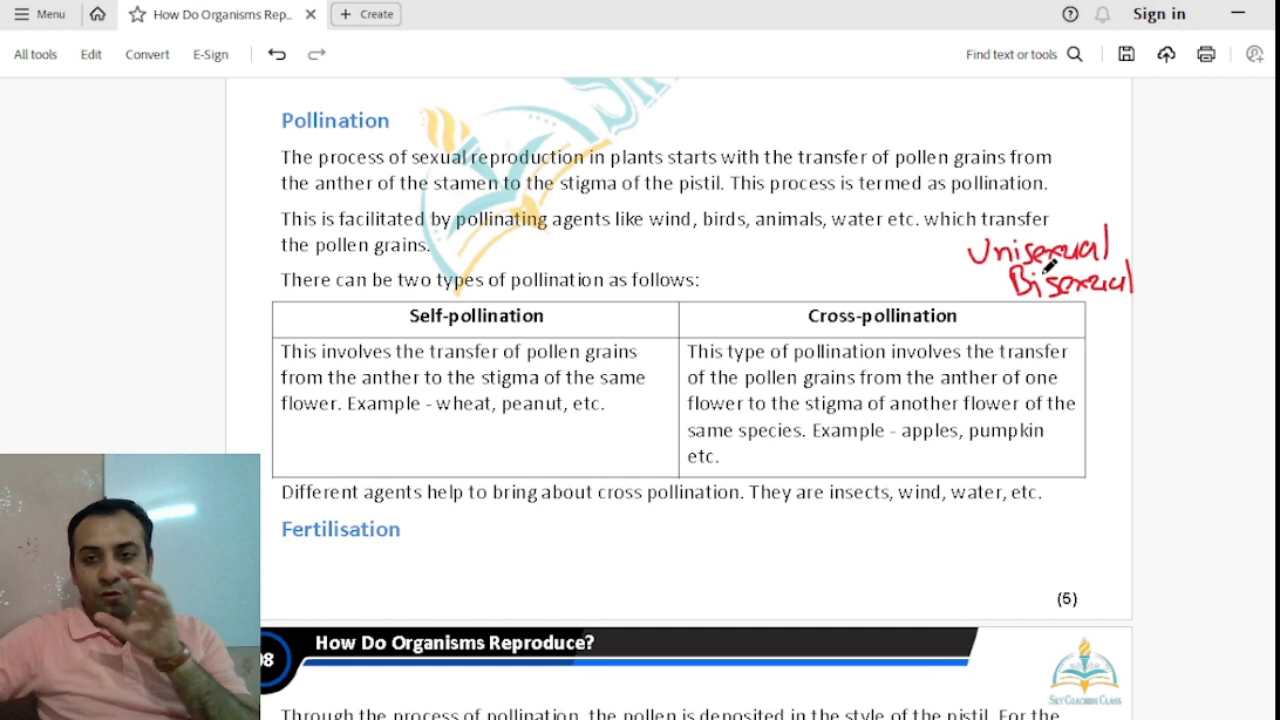 Menu
How Do Organisms Rep...
Create
Sign in
All tools
Edit
Convert
E-Sign
Find text or tools
Pollination
The process of sexual reproduction in plants starts with the transfer of pollen grains from
the anther of the stamen to the stigma of the pistil. This process is termed as pollination.
This is facilitated by pollinating agents like wind, birds, animals, water etc. which transfer
the pollen grains.
Unisexual
Bisexual
There can be two types of pollination as follows:
Self-pollination
Cross-pollination
This involves the transfer of pollen grains
from the anther to the stigma of the same
flower. Example - wheat, peanut, etc.
This type of pollination involves the transfer
of the pollen grains from the anther of one
flower to the stigma of another flower of the
same species. Example - apples, pumpkin
etc.
Different agents help to bring about cross pollination. They are insects, wind, water, etc.
Fertilisation
(5)
08
How Do Organisms Reproduce?
SKY COACHING CLASS
Through the process of pollination, the pollen is deposited in the style of the pistil. For the